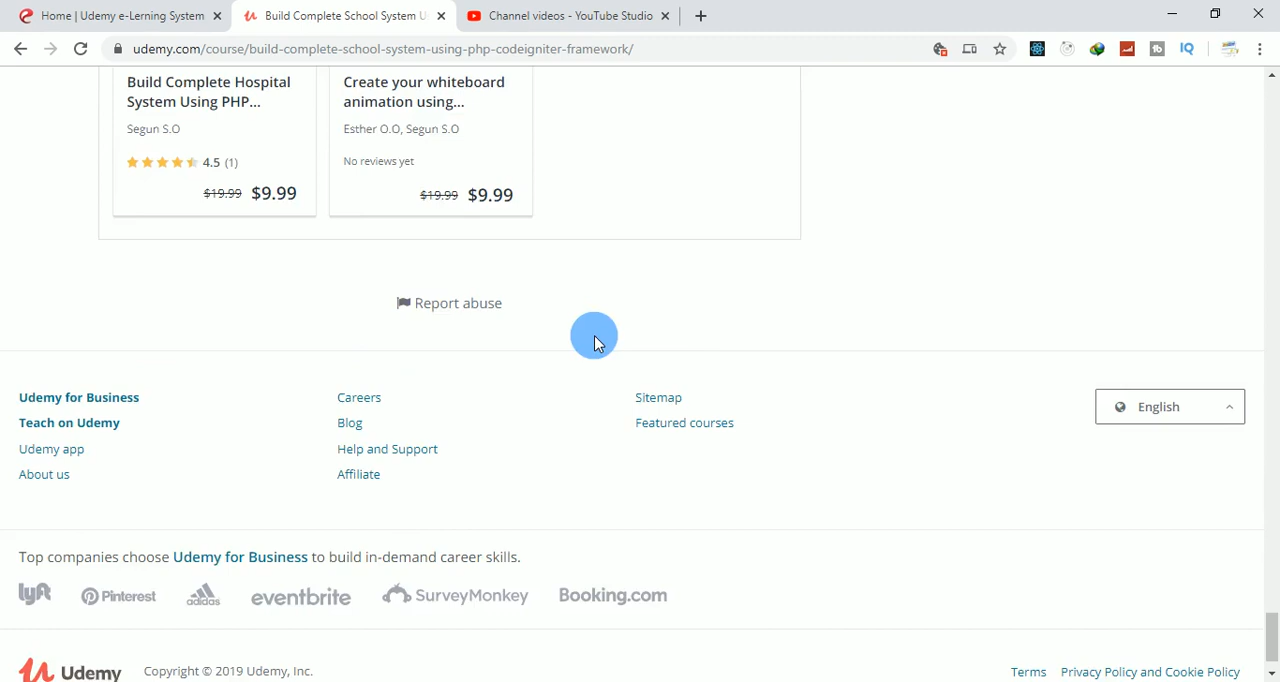 Home | Udemy e-Lerning System
Build Complete School System U
Channel videos - YouTube Studio
udemy.com/course/build-complete-school-system-using-php-codeigniter-framework/
tb
IQ
Build Complete Hospital
System Using PHP...
Segun S.O
4.5 (1)
$19.99 $9.99
Create your whiteboard
animation using...
Esther O.O, Segun S.O
No reviews yet
$19.99 $9.99
Report abuse
Udemy for Business
Teach on Udemy
Udemy app
About us
Careers
Blog
Help and Support
Affiliate
Sitemap
Featured courses
English
Top companies choose Udemy for Business to build in-demand career skills.
lyft
Pinterest
adidas
eventbrite
SurveyMonkey
Booking.com
Udemy
Copyright © 2019 Udemy, Inc.
Terms
Privacy Policy and Cookie Policy